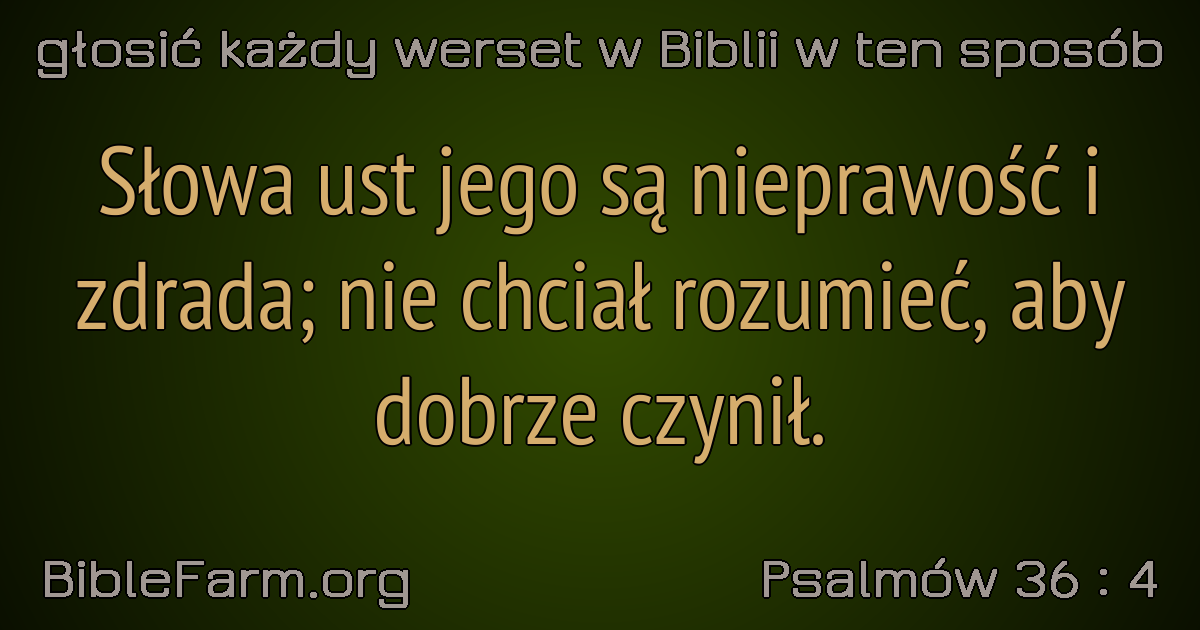 głosić każdy werset w Biblii w ten sposób
Słowa ust jego są nieprawość i
zdrada; nie chciał rozumieć, aby
dobrze czynił.
BibleFarm.org
Psalmów 36 : 4